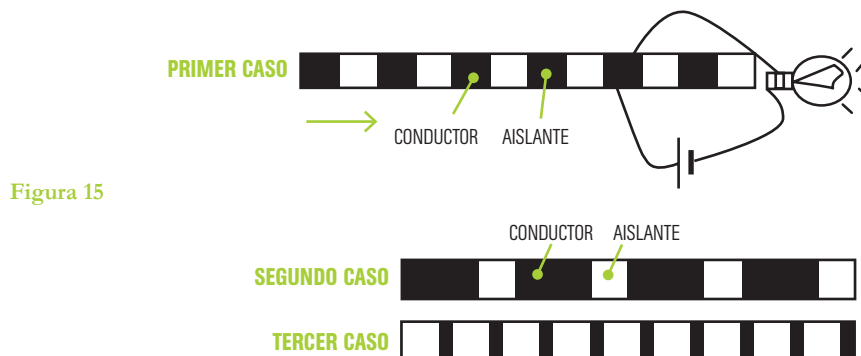 PRIMER CASO
CONDUCTOR AISLANTE
Figura 15
CONDUCTOR AISLANTE
SEGUNDO CASO
TERCER CASO